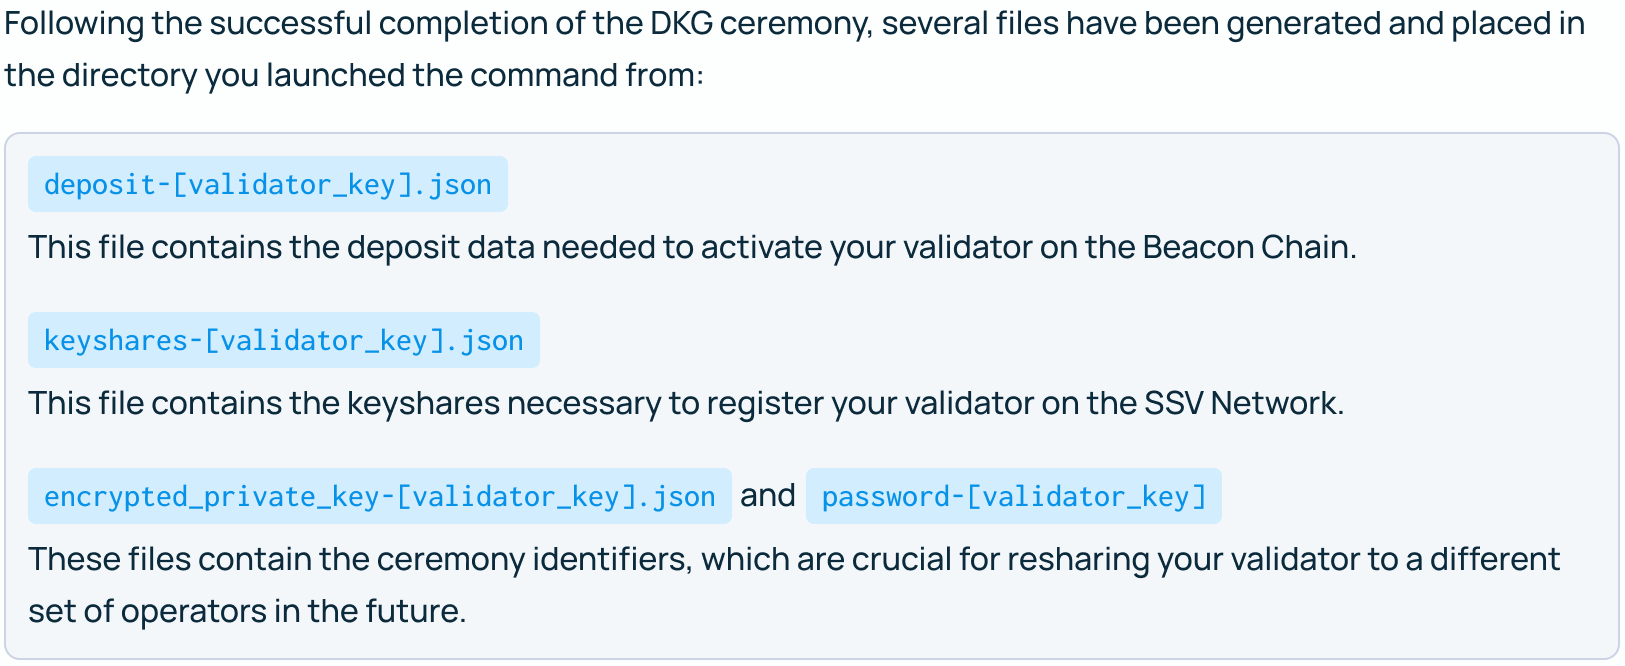 Following the successful completion of the DKG ceremony, several files have been generated and placed in
the directory you launched the command from:
deposit-[validator_key].json
This file contains the deposit data needed to activate your validator on the Beacon Chain.
keyshares-[validator_key].json
This file contains the keyshares necessary to register your validator on the SSV Network.
encrypted_private_key-[validator_key].json and password-[validator_key]
These files contain the ceremony identifiers, which are crucial for resharing your validator to a different
set of operators in the future.